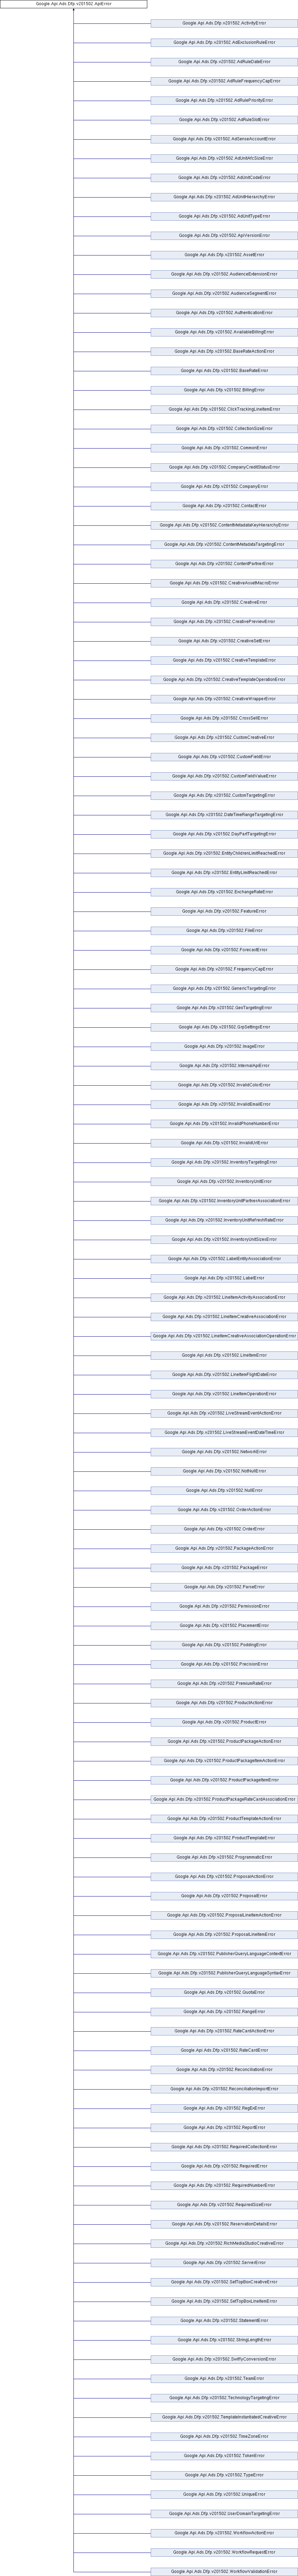 Google.Api.Ads.Dfp.v201502.ApiError
Google.Api.Ads.Dfp.v201502.ActivityError
Google.Api.Ads.Dfp.v201502.AdExclusionRuleError
Google.Api.Ads.Dfp.v201502.AdRuleDateError
Google.Api.Ads.Dfp.v201502.AdRuleFrequencyCapError
Google.Api.Ads.Dfp.v201502.AdRulePriorityError
Google.Api.Ads.Dfp.v201502.AdRuleSlotError
Google.Api.Ads.Dfp.v201502.AdSenseAccountError
Google.Api.Ads.Dfp.v201502.AdUnitAfcSizeError
Google.Api.Ads.Dfp.v201502.AdUnitCodeError
Google.Api.Ads.Dfp.v201502.AdUnitHierarchyError
Google.Api.Ads.Dfp.v201502.AdUnitTypeError
Google.Api.Ads.Dfp.v201502.ApiVersionError
Google.Api.Ads.Dfp.v201502.AssetError
Google.Api.Ads.Dfp.v201502.AudienceExtensionError
Google.Api.Ads.Dfp.v201502.AudienceSegmentError
Google.Api.Ads.Dfp.v201502.AuthenticationError
Google.Api.Ads.Dfp.v201502.AvailableBillingError
Google.Api.Ads.Dfp.v201502.BaseRateActionError
Google.Api.Ads.Dfp.v201502.BaseRateError
Google.Api.Ads.Dfp.v201502.BillingError
Google.Api.Ads.Dfp.v201502.ClickTrackingLineItemError
Google.Api.Ads.Dfp.v201502.CollectionSizeError
Google.Api.Ads.Dfp.v201502.CommonError
Google.Api.Ads.Dfp.v201502.CompanyCreditStatusError
Google.Api.Ads.Dfp.v201502.CompanyError
Google.Api.Ads.Dfp.v201502.ContactError
Google.Api.Ads.Dfp.v201502.ContentMetadataKeyHierarchyError
Google.Api.Ads.Dfp.v201502.ContentMetadataTargetingError
Google.Api.Ads.Dfp.v201502.ContentPartnerError
Google.Api.Ads.Dfp.v201502.CreativeAssetMacroError
Google.Api.Ads.Dfp.v201502.CreativeError
Google.Api.Ads.Dfp.v201502.CreativePreviewError
Google.Api.Ads.Dfp.v201502.CreativeSetError
Google.Api.Ads.Dfp.v201502.CreativeTemplateError
Google.Api.Ads.Dfp.v201502.CreativeTemplateOperationError
Google.Api.Ads.Dfp.v201502.CreativeWrapperError
Google.Api.Ads.Dfp.v201502.CrossSellError
Google.Api.Ads.Dfp.v201502.CustomCreativeError
Google.Api.Ads.Dfp.v201502.CustomFieldError
Google.Api.Ads.Dfp.v201502.CustomFieldValueError
Google.Api.Ads.Dfp.v201502.CustomTargetingError
Google.Api.Ads.Dfp.v201502.DateTimeRangeTargetingError
Google.Api.Ads.Dfp.v201502.DayPartTargetingError
Google.Api.Ads.Dfp.v201502.EntityChildrenLimitReachedError
Google.Api.Ads.Dfp.v201502.EntityLimitReachedError
Google.Api.Ads.Dfp.v201502.ExchangeRateError
Google.Api.Ads.Dfp.v201502.FeatureError
Google.Api.Ads.Dfp.v201502.FileError
Google.Api.Ads.Dfp.v201502.ForecastError
Google.Api.Ads.Dfp.v201502.FrequencyCapError
Google.Api.Ads.Dfp.v201502.GenericTargetingError
Google.Api.Ads.Dfp.v201502.GeoTargetingError
Google.Api.Ads.Dfp.v201502.GrpSettingsError
Google.Api.Ads.Dfp.v201502.ImageError
Google.Api.Ads.Dfp.v201502.InternalApiError
Google.Api.Ads.Dfp.v201502.InvalidColorError
Google.Api.Ads.Dfp.v201502.InvalidEmailError
Google.Api.Ads.Dfp.v201502.InvalidPhoneNumberError
Google.Api.Ads.Dfp.v201502.InvalidUrlError
Google.Api.Ads.Dfp.v201502.InventoryTargetingError
Google.Api.Ads.Dfp.v201502.InventoryUnitError
Google.Api.Ads.Dfp.v201502.InventoryUnitPartnerAssociationError
Google.Api.Ads.Dfp.v201502.InventoryUnitRefreshRateError
Google.Api.Ads.Dfp.v201502.InventoryUnitSizesError
Google.Api.Ads.Dfp.v201502.LabelEntityAssociationError
Google.Api.Ads.Dfp.v201502.LabelError
Google.Api.Ads.Dfp.v201502.LineItemActivityAssociationError
Google.Api.Ads.Dfp.v201502.LineItemCreativeAssociationError
Google.Api.Ads.Dfp.v201502.LineItemCreativeAssociationOperationError
Google.Api.Ads.Dfp.v201502.LineItemError
Google.Api.Ads.Dfp.v201502.LineItemFlightDateError
Google.Api.Ads.Dfp.v201502.LineItemOperationError
Google.Api.Ads.Dfp.v201502.LiveStreamEventActionError
Google.Api.Ads.Dfp.v201502.LiveStreamEventDateTimeError
Google.Api.Ads.Dfp.v201502.NetworkError
Google.Api.Ads.Dfp.v201502.NotNullError
Google.Api.Ads.Dfp.v201502.NullError
Google.Api.Ads.Dfp.v201502.OrderActionError
Google.Api.Ads.Dfp.v201502.OrderError
Google.Api.Ads.Dfp.v201502.PackageActionError
Google.Api.Ads.Dfp.v201502.PackageError
Google.Api.Ads.Dfp.v201502.ParseError
Google.Api.Ads.Dfp.v201502.PermissionError
Google.Api.Ads.Dfp.v201502.PlacementError
Google.Api.Ads.Dfp.v201502.PoddingError
Google.Api.Ads.Dfp.v201502.PrecisionError
Google.Api.Ads.Dfp.v201502.PremiumRateError
Google.Api.Ads.Dfp.v201502.ProductActionError
Google.Api.Ads.Dfp.v201502.ProductError
Google.Api.Ads.Dfp.v201502.ProductPackageActionError
Google.Api.Ads.Dfp.v201502.ProductPackageItemActionError
Google.Api.Ads.Dfp.v201502.ProductPackageItemError
Google.Api.Ads.Dfp.v201502.ProductPackageRateCardAssociationError
Google.Api.Ads.Dfp.v201502.ProductTemplateActionError
Google.Api.Ads.Dfp.v201502.ProductTemplateError
Google.Api.Ads.Dfp.v201502.ProgrammaticError
Google.Api.Ads.Dfp.v201502.ProposalActionError
Google.Api.Ads.Dfp.v201502.ProposalError
Google.Api.Ads.Dfp.v201502.ProposalLineItemActionError
Google.Api.Ads.Dfp.v201502.ProposalLineItemError
Google.Api.Ads.Dfp.v201502.PublisherQueryLanguageContextError
Google.Api.Ads.Dfp.v201502.PublisherQueryLanguageSyntaxError
Google.Api.Ads.Dfp.v201502.QuotaError
Google.Api.Ads.Dfp.v201502.RangeError
Google.Api.Ads.Dfp.v201502.RateCardActionError
Google.Api.Ads.Dfp.v201502.RateCardError
Google.Api.Ads.Dfp.v201502.ReconciliationError
Google.Api.Ads.Dfp.v201502.ReconciliationImportError
Google.Api.Ads.Dfp.v201502.RegExError
Google.Api.Ads.Dfp.v201502.ReportError
Google.Api.Ads.Dfp.v201502.RequiredCollectionError
Google.Api.Ads.Dfp.v201502.RequiredError
Google.Api.Ads.Dfp.v201502.RequiredNumberError
Google.Api.Ads.Dfp.v201502.RequiredSizeError
Google.Api.Ads.Dfp.v201502.ReservationDetailsError
Google.Api.Ads.Dfp.v201502.RichMediaStudioCreativeError
Google.Api.Ads.Dfp.v201502.ServerError
Google.Api.Ads.Dfp.v201502.SetTopBoxCreativeError
Google.Api.Ads.Dfp.v201502.SetTopBoxLineItemError
Google.Api.Ads.Dfp.v201502.StatementError
Google.Api.Ads.Dfp.v201502.StringLengthError
Google.Api.Ads.Dfp.v201502.SwiffyConversionError
Google.Api.Ads.Dfp.v201502.TeamError
Google.Api.Ads.Dfp.v201502.TechnologyTargetingError
Google.Api.Ads.Dfp.v201502.TemplateInstantiatedCreativeError
Google.Api.Ads.Dfp.v201502.TimeZoneError
Google.Api.Ads.Dfp.v201502.TokenError
Google.Api.Ads.Dfp.v201502.TypeError
Google.Api.Ads.Dfp.v201502.UniqueError
Google.Api.Ads.Dfp.v201502.UserDomainTargetingError
Google.Api.Ads.Dfp.v201502.WorkflowActionError
Google.Api.Ads.Dfp.v201502.WorkflowRequestError
Google.Api.Ads.Dfp.v201502.WorkflowValidationError